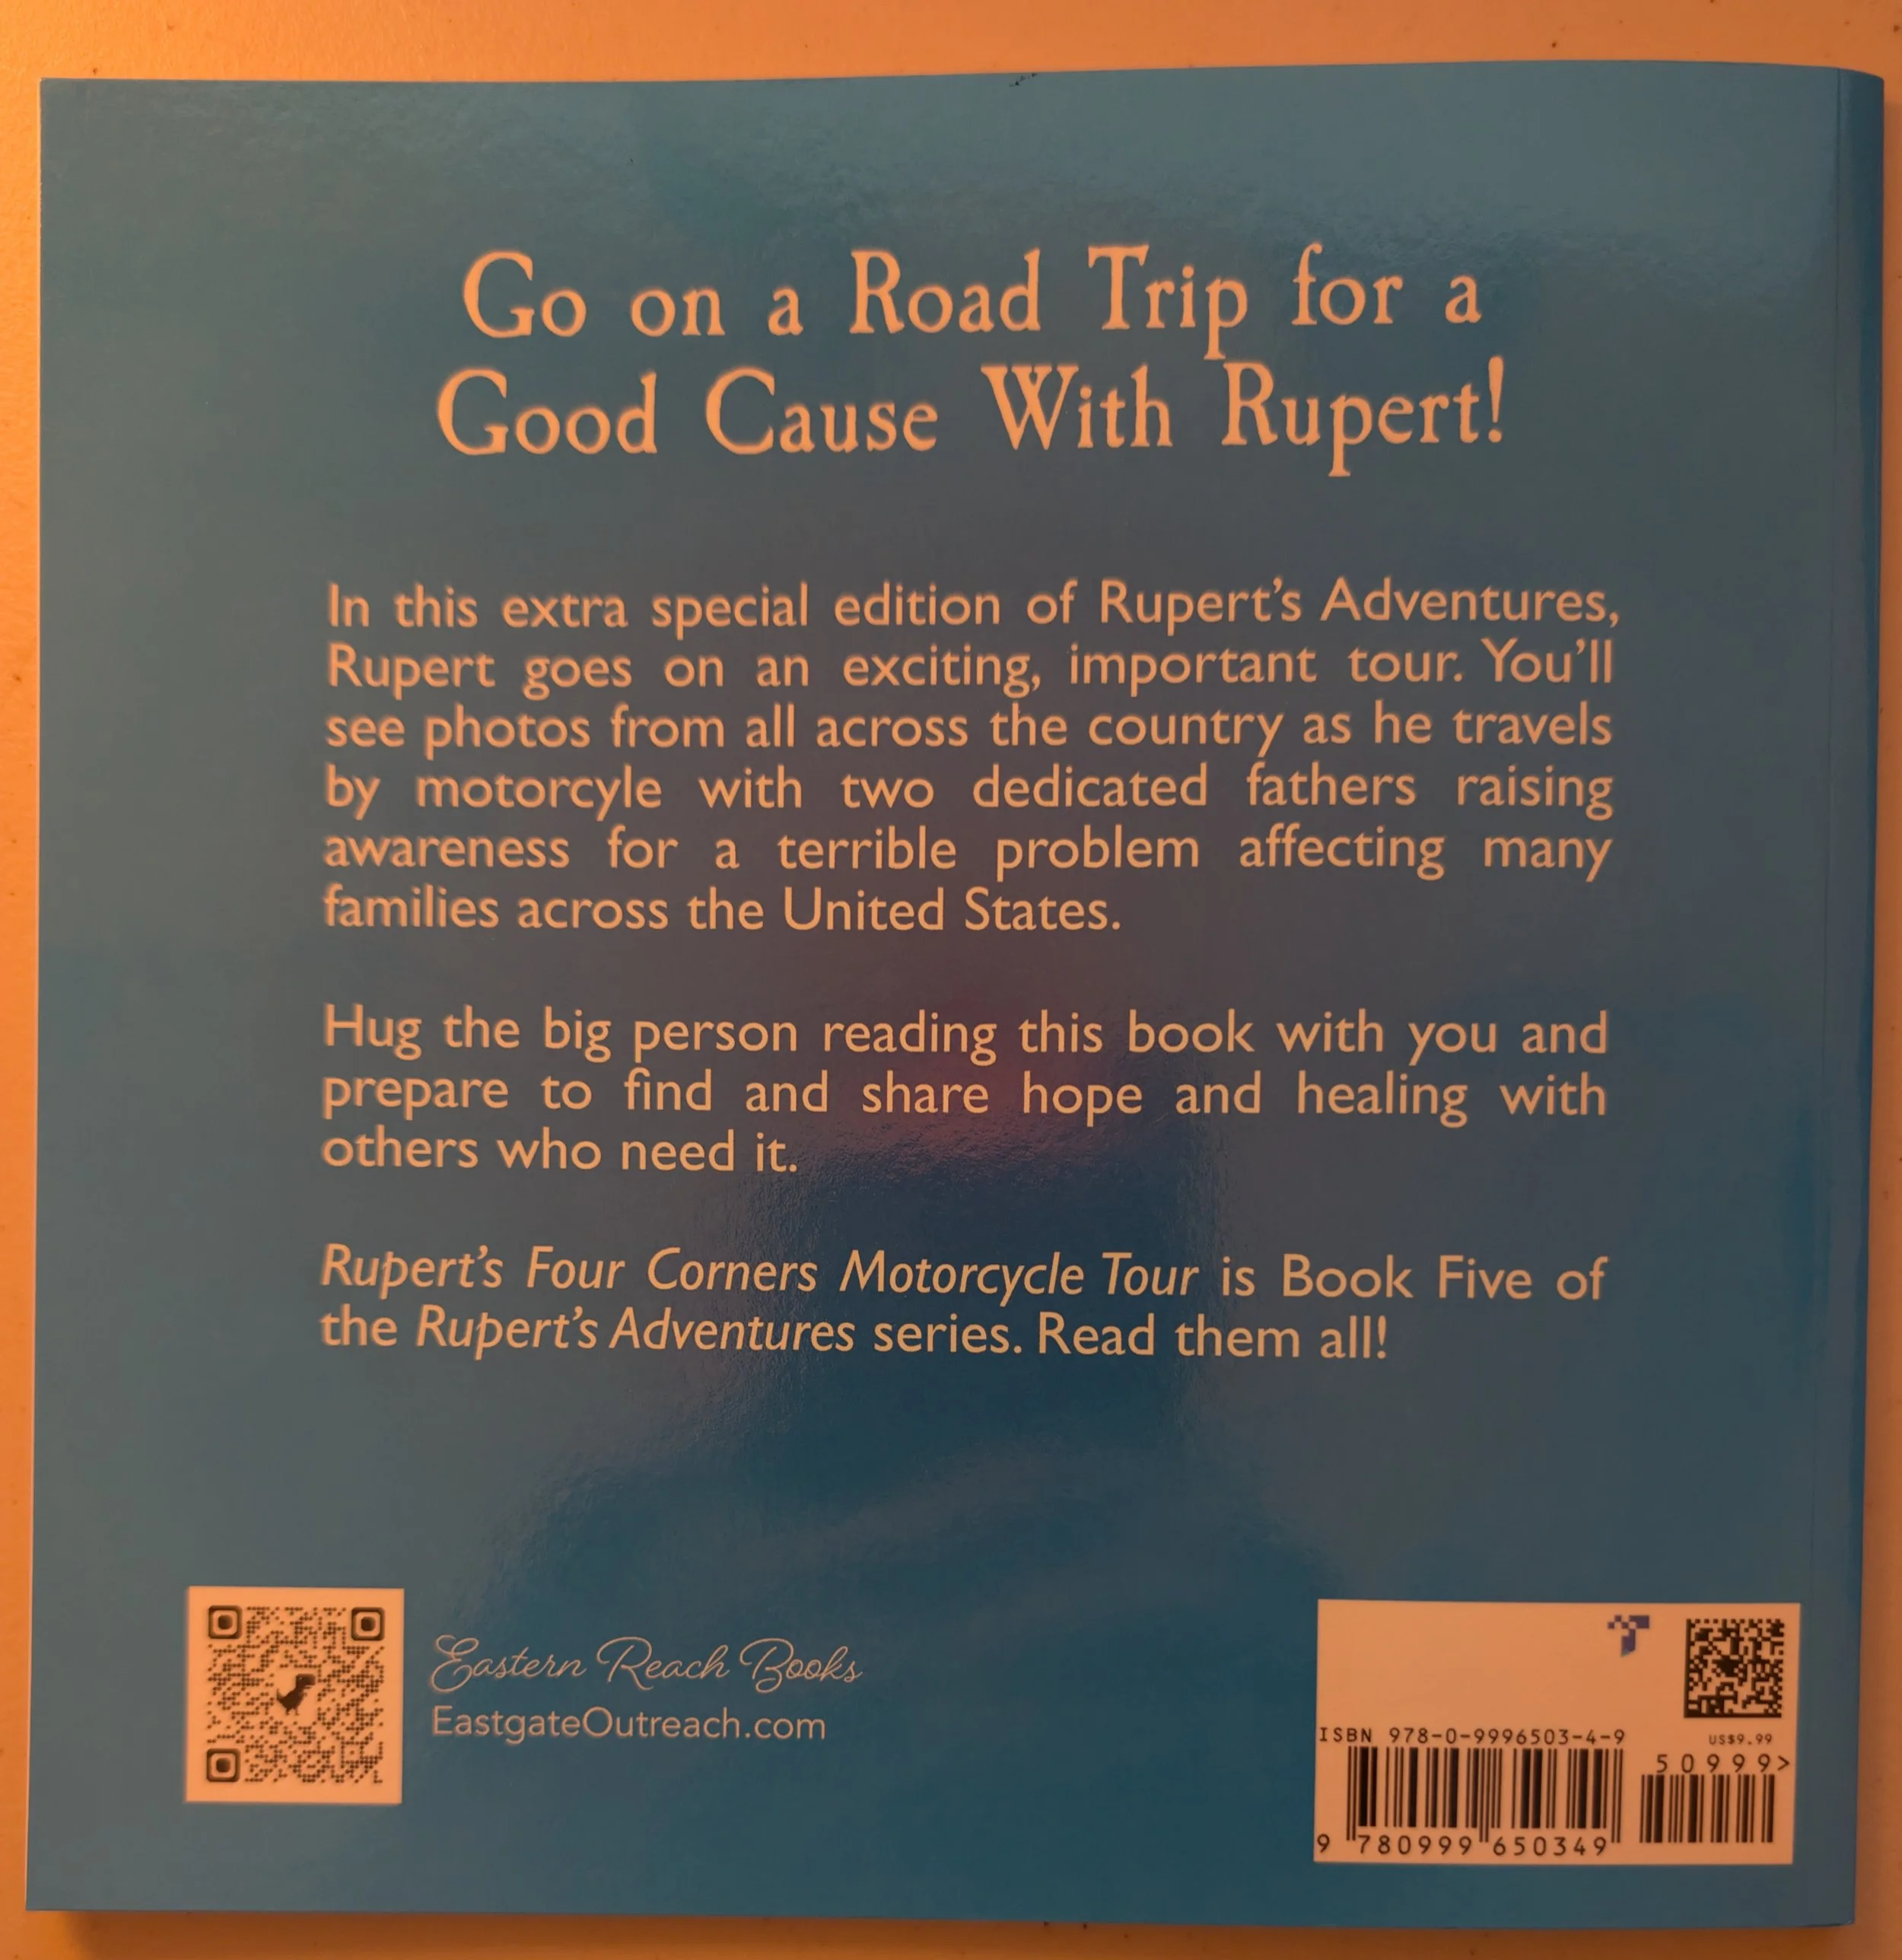 Go on a Road Trip for a
Good Cause With Rupert!
In this extra special edition of Rupert’s Adventures,
Rupert goes on an exciting, important tour. You’ll
see photos from all across the country as he travels
by motorcyle with two dedicated fathers raising
awareness for a terrible problem affecting many
families across the United States.
Hug the big person reading this book with you and
prepare to find and share hope and healing with
others who need it.
Rupert’s Four Corners Motorcycle Tour is Book Five of
the Rupert’s Adventures series. Read them all!
Eastern Reach Books
EastgateOutreach.com
ISBN 978-0-9996503-4-9
US$9.99
50999>
9 780999 650349